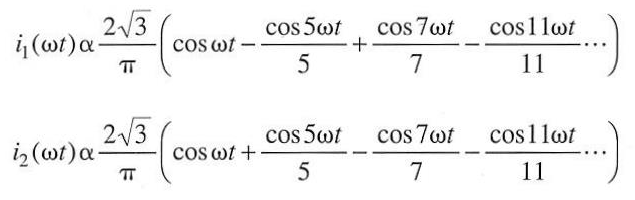 i₁(ωt) α 2√3/π (cos ωt − cos 5ωt/5 + cos 7ωt/7 − cos 11ωt/11 ⋯)
i₂(ωt) α 2√3/π (cos ωt + cos 5ωt/5 − cos 7ωt/7 − cos 11ωt/11 ⋯)